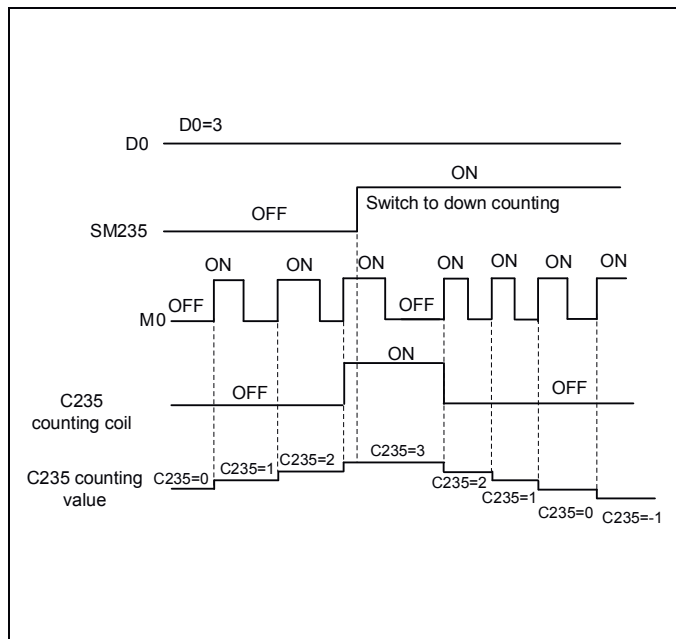 D0=3
D0
ON
Switch to down counting
OFF
SM235
ON ON ON ON ON ON ON
OFF OFF
M0
ON
C235
counting coil
OFF OFF
C235 counting
value
C235=0 C235=1 C235=2 C235=3 C235=2 C235=1 C235=0 C235=-1